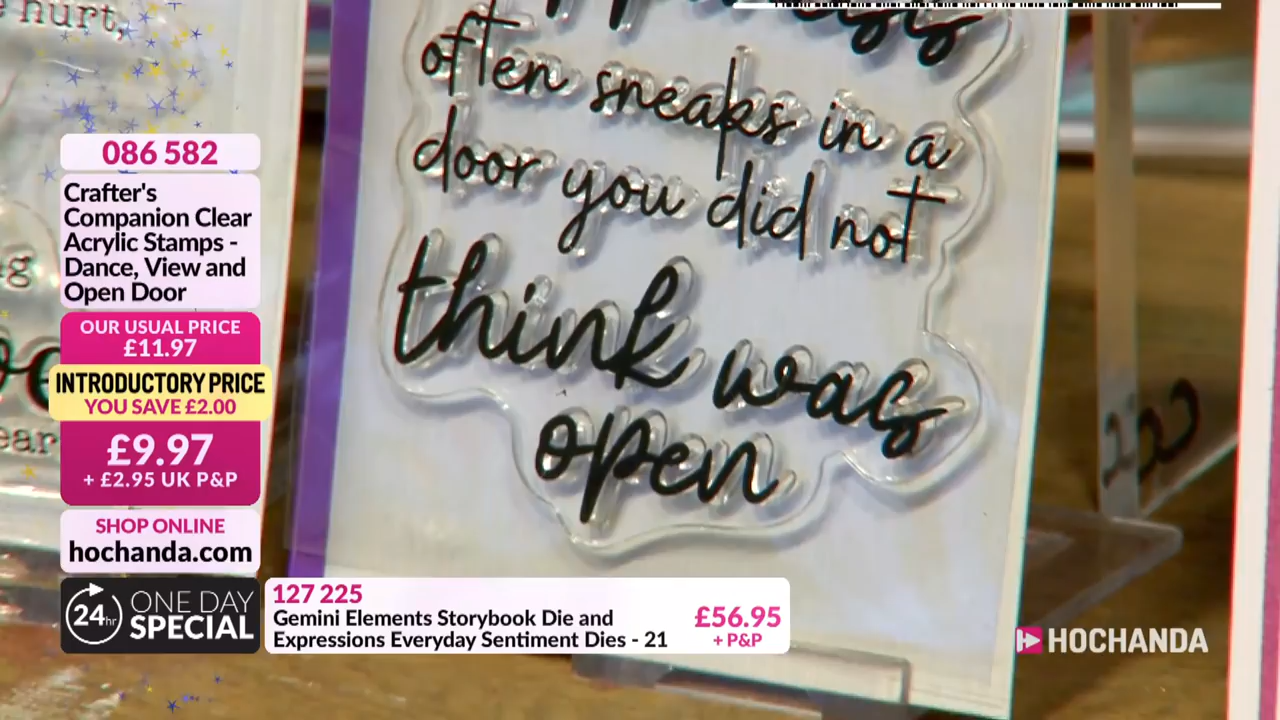 hurt,
often sneaks in a
door you did not
think was
open
086 582
Crafter's
Companion Clear
Acrylic Stamps -
Dance, View and
Open Door
OUR USUAL PRICE
£11.97
INTRODUCTORY PRICE
YOU SAVE £2.00
£9.97
+ £2.95 UK P&P
SHOP ONLINE
hochanda.com
24hr ONE DAY
SPECIAL
127 225
Gemini Elements Storybook Die and
Expressions Everyday Sentiment Dies - 21
£56.95
+ P&P
HOCHANDA